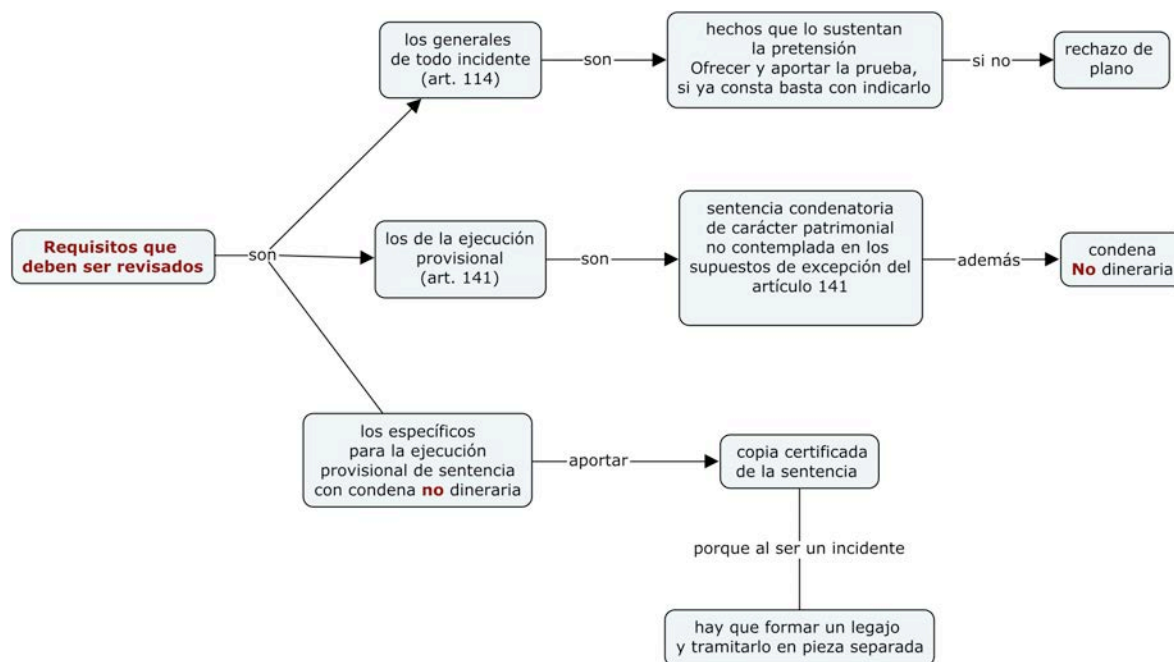 Requisitos que
deben ser revisados
son
los generales
de todo incidente
(art. 114)
son
hechos que lo sustentan
la pretensión
Ofrecer y aportar la prueba,
si ya consta basta con indicarlo
si no
rechazo de
plano
los de la ejecución
provisional
(art. 141)
son
sentencia condenatoria
de carácter patrimonial
no contemplada en los
supuestos de excepción del
artículo 141
además
condena
No dineraria
los específicos
para la ejecución
provisional de sentencia
con condena no dineraria
aportar
copia certificada
de la sentencia
porque al ser un incidente
hay que formar un legajo
y tramitarlo en pieza separada